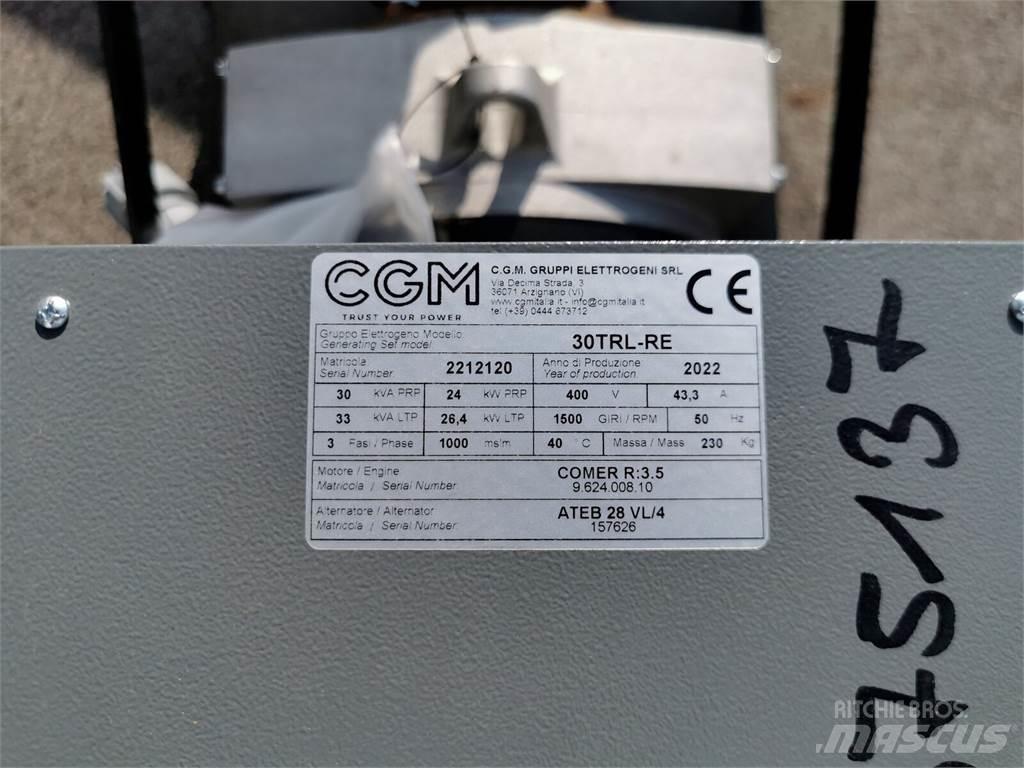 CGM
TRUST YOUR POWER
C.G.M. GRUPPI ELETTROGENI SRL
Via Decima Strada, 3
36071 Arzignano (VI)
www.cgmitalia.it - info@cgmitalia.it
tel (+39) 0444 673712
CE
Gruppo Elettrogeno Modello
Generating Set model
30TRL-RE
Matricola
Serial Number
2212120
Anno di Produzione
Year of production
2022
30 kVA PRP 24 kW PRP 400 V 43,3 A
33 kVA LTP 26,4 kW LTP 1500 GIRI / RPM 50 Hz
3 Fasi / Phase 1000 mslm 40 °C Massa / Mass 230 Kg
Motore / Engine
Matricola / Serial Number
COMER R:3.5
9.624.008.10
Alternatore / Alternator
Matricola / Serial Number
ATEB 28 VL/4
157626
75137
RITCHIE BROS.
MASCUS